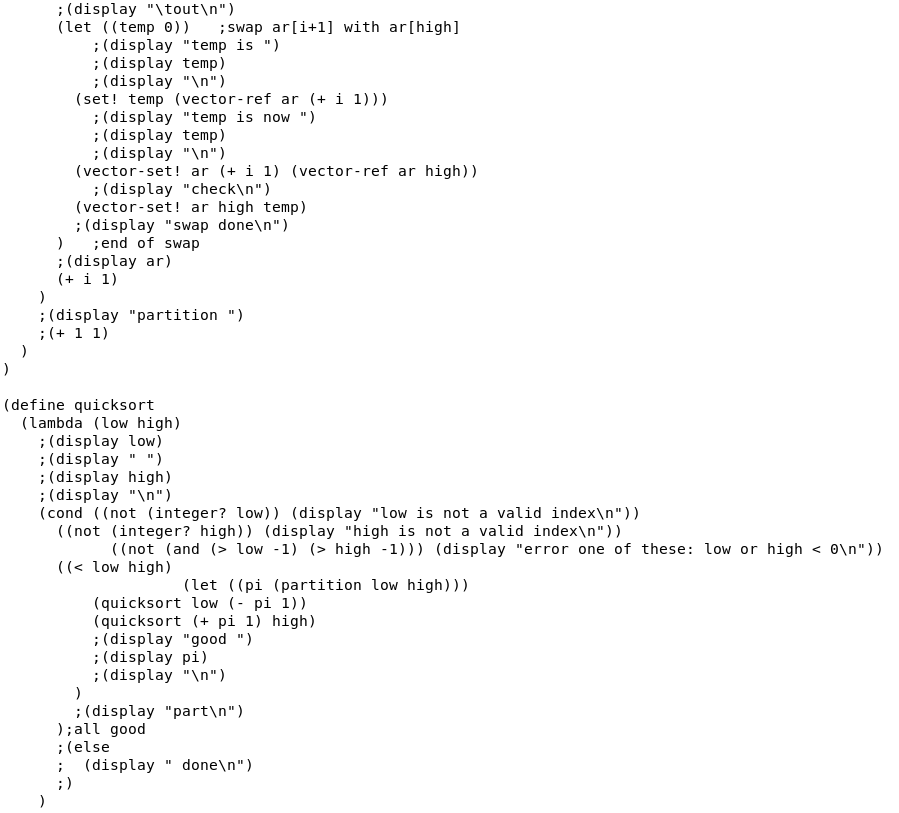 ;(display "\tout\n")
      (let ((temp 0))   ;swap ar[i+1] with ar[high]
          ;(display "temp is ")
          ;(display temp)
          ;(display "\n")
        (set! temp (vector-ref ar (+ i 1)))
          ;(display "temp is now ")
          ;(display temp)
          ;(display "\n")
        (vector-set! ar (+ i 1) (vector-ref ar high))
          ;(display "check\n")
        (vector-set! ar high temp)
        ;(display "swap done\n")
      )   ;end of swap
      ;(display ar)
      (+ i 1)
    )
    ;(display "partition ")
    ;(+ 1 1)
  )
)

(define quicksort
  (lambda (low high)
    ;(display low)
    ;(display " ")
    ;(display high)
    ;(display "\n")
    (cond ((not (integer? low)) (display "low is not a valid index\n"))
      ((not (integer? high)) (display "high is not a valid index\n"))
            ((not (and (> low -1) (> high -1))) (display "error one of these: low or high < 0\n"))
      ((< low high)
                    (let ((pi (partition low high)))
          (quicksort low (- pi 1))
          (quicksort (+ pi 1) high)
          ;(display "good ")
          ;(display pi)
          ;(display "\n")
        )
        ;(display "part\n")
      );all good
      ;(else
      ;  (display " done\n")
      ;)
    )